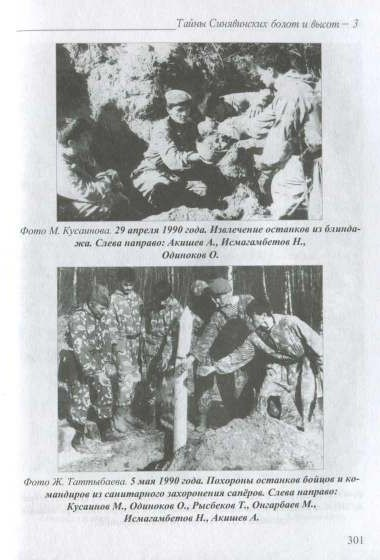 Тайны Синявинских болот и высот – 3
Фото М. Кусаинова. 29 апреля 1990 года. Извлечение останков из блинда-
жа. Слева направо: Акишев А., Исмагамбетов Н.,
Одиноков О.
Фото Ж. Таттыбаева. 5 мая 1990 года. Похороны останков бойцов и ко-
мандиров из санитарного захоронения сапёров. Слева направо:
Кусаинов М., Одиноков О., Рысбеков Т., Онгарбаев М.,
Исмагамбетов Н., Акишев А.
301